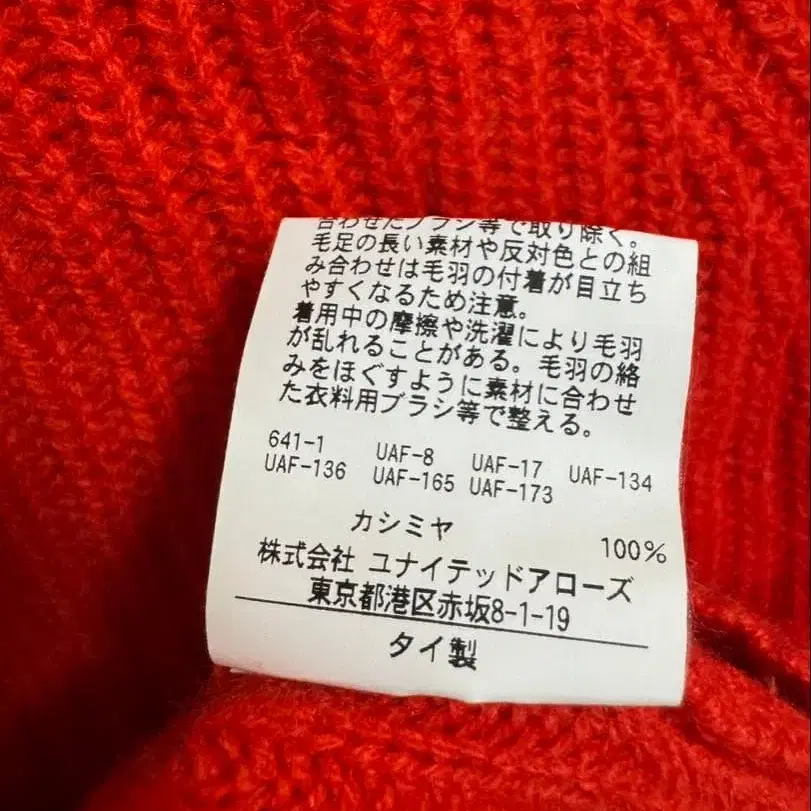 合わせたブラシ等で取り除く。
毛足の長い素材や反対色との組
み合わせは毛羽の付着が目立ち
やすくなるため注意。
着用中の摩擦や洗濯により毛羽
が乱れることがある。毛羽の絡
みをほぐすように素材に合わせ
た衣料用ブラシ等で整える。
641-1 UAF-8 UAF-17 UAF-134
UAF-136 UAF-165 UAF-173
カシミヤ 100%
株式会社 ユナイテッドアローズ
東京都港区赤坂8-1-19
タイ製